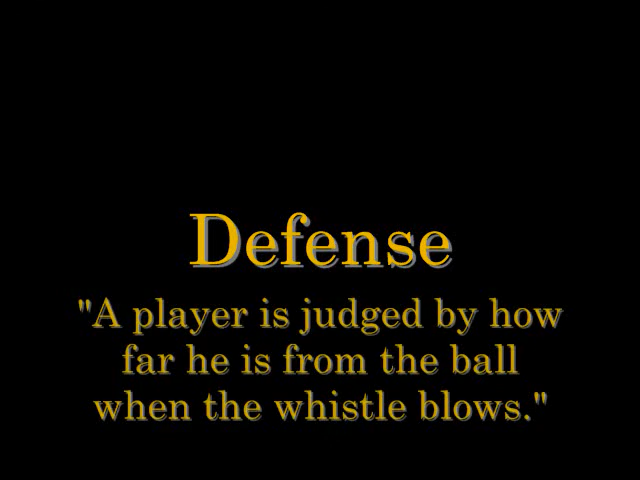 Defense
"A player is judged by how
far he is from the ball
when the whistle blows."